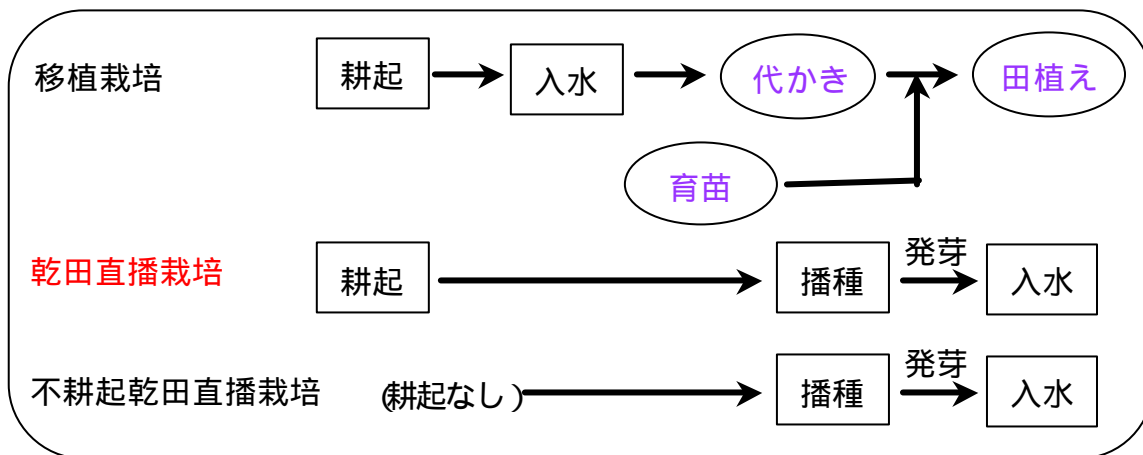 移植栽培 耕起 入水 代かき 田植え
育苗
乾田直播栽培 耕起 播種 発芽 入水
不耕起乾田直播栽培 (耕起なし) 播種 発芽 入水